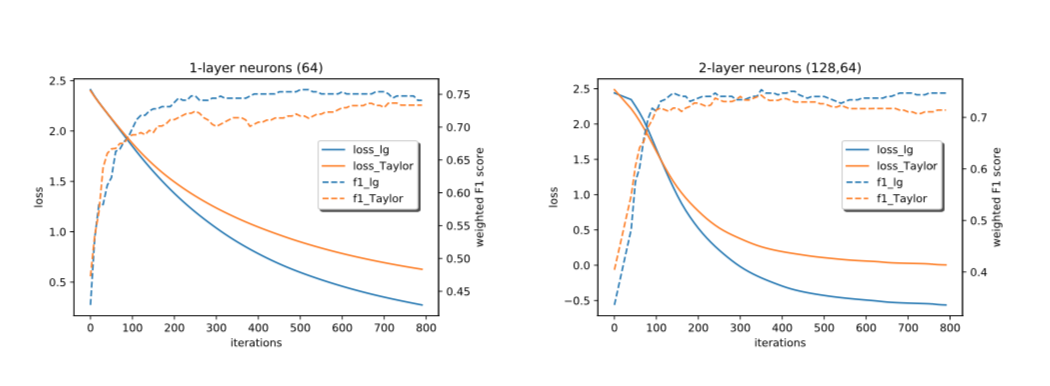 1-layer neurons (64)
2.5
2.0
1.5
1.0
0.5
loss
0.75
0.70
0.65
0.60
0.55
0.50
0.45
weighted F1 score
loss_lg
loss_Taylor
f1_lg
f1_Taylor
0 100 200 300 400 500 600 700 800
iterations
2-layer neurons (128,64)
2.5
2.0
1.5
1.0
0.5
0.0
−0.5
loss
0.7
0.6
0.5
0.4
weighted F1 score
loss_lg
loss_Taylor
f1_lg
f1_Taylor
0 100 200 300 400 500 600 700 800
iterations